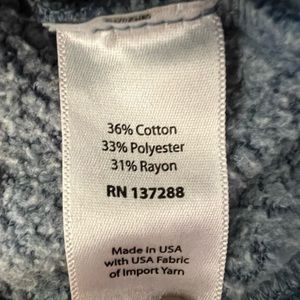 36% Cotton
33% Polyester
31% Rayon
RN 137288
Made in USA
with USA Fabric
of Import Yarn